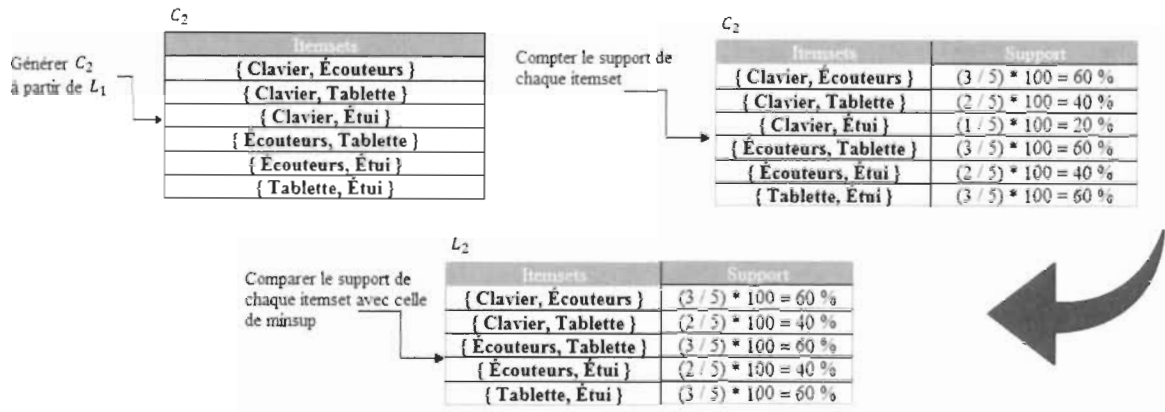 C₂
Générer C₂
à partir de L₁
Itemsets
{ Clavier, Écouteurs }
{ Clavier, Tablette }
{ Clavier, Étui }
{ Écouteurs, Tablette }
{ Écouteurs, Étui }
{ Tablette, Étui }
C₂
Compter le support de
chaque itemset
Itemsets Support
{ Clavier, Écouteurs } (3 / 5) * 100 = 60 %
{ Clavier, Tablette } (2 / 5) * 100 = 40 %
{ Clavier, Étui } (1 / 5) * 100 = 20 %
{ Écouteurs, Tablette } (3 / 5) * 100 = 60 %
{ Écouteurs, Étui } (2 / 5) * 100 = 40 %
{ Tablette, Étui } (3 / 5) * 100 = 60 %
L₂
Comparer le support de
chaque itemset avec celle
de minsup
Itemsets Support
{ Clavier, Écouteurs } (3 / 5) * 100 = 60 %
{ Clavier, Tablette } (2 / 5) * 100 = 40 %
{ Écouteurs, Tablette } (3 / 5) * 100 = 60 %
{ Écouteurs, Étui } (2 / 5) * 100 = 40 %
{ Tablette, Étui } (3 / 5) * 100 = 60 %